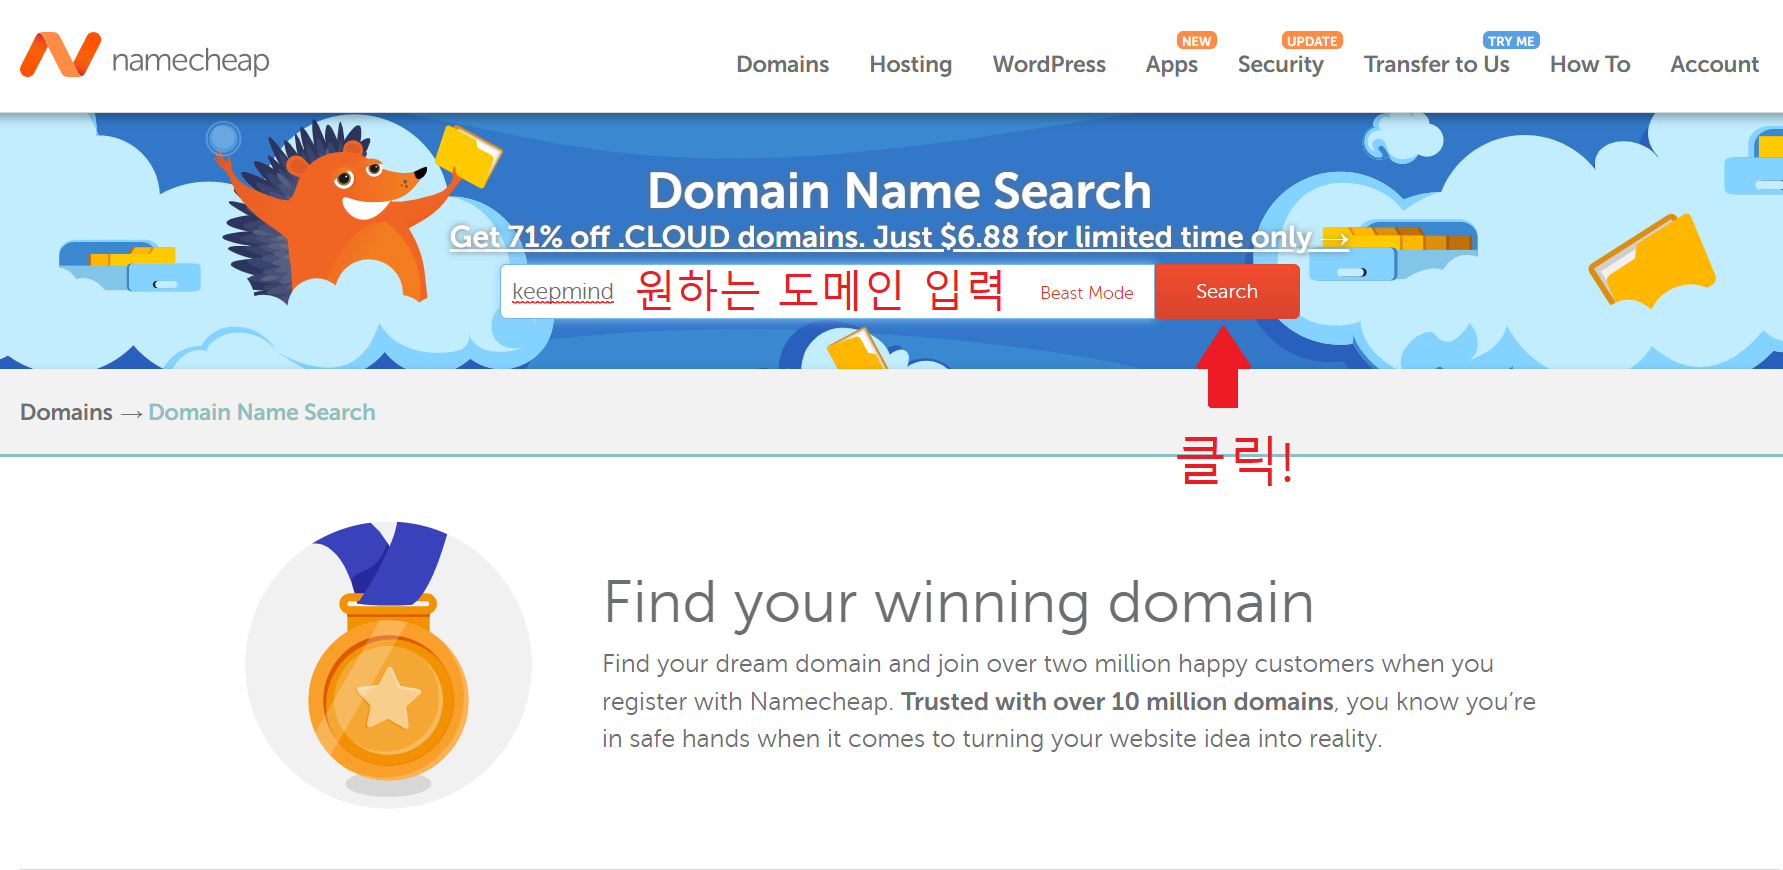 namecheap
NEW UPDATE TRY ME
Domains Hosting WordPress Apps Security Transfer to Us How To Account
Domain Name Search
Get 71% off .CLOUD domains. Just $6.88 for limited time only →
keepmind 원하는 도메인 입력 Beast Mode Search
Domains → Domain Name Search
클릭!
Find your winning domain
Find your dream domain and join over two million happy customers when you
register with Namecheap. Trusted with over 10 million domains, you know you’re
in safe hands when it comes to turning your website idea into reality.